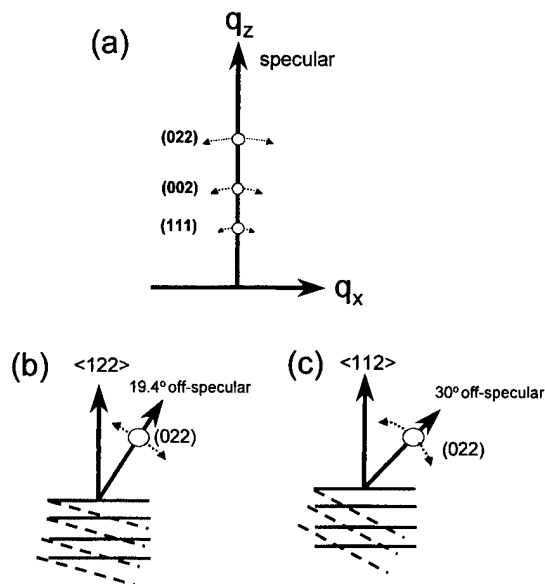 (a)
q_z
specular
(022)
(002)
(111)
q_x
(b)
<122>
19.4° off-specular
(022)
(c)
<112>
30° off-specular
(022)